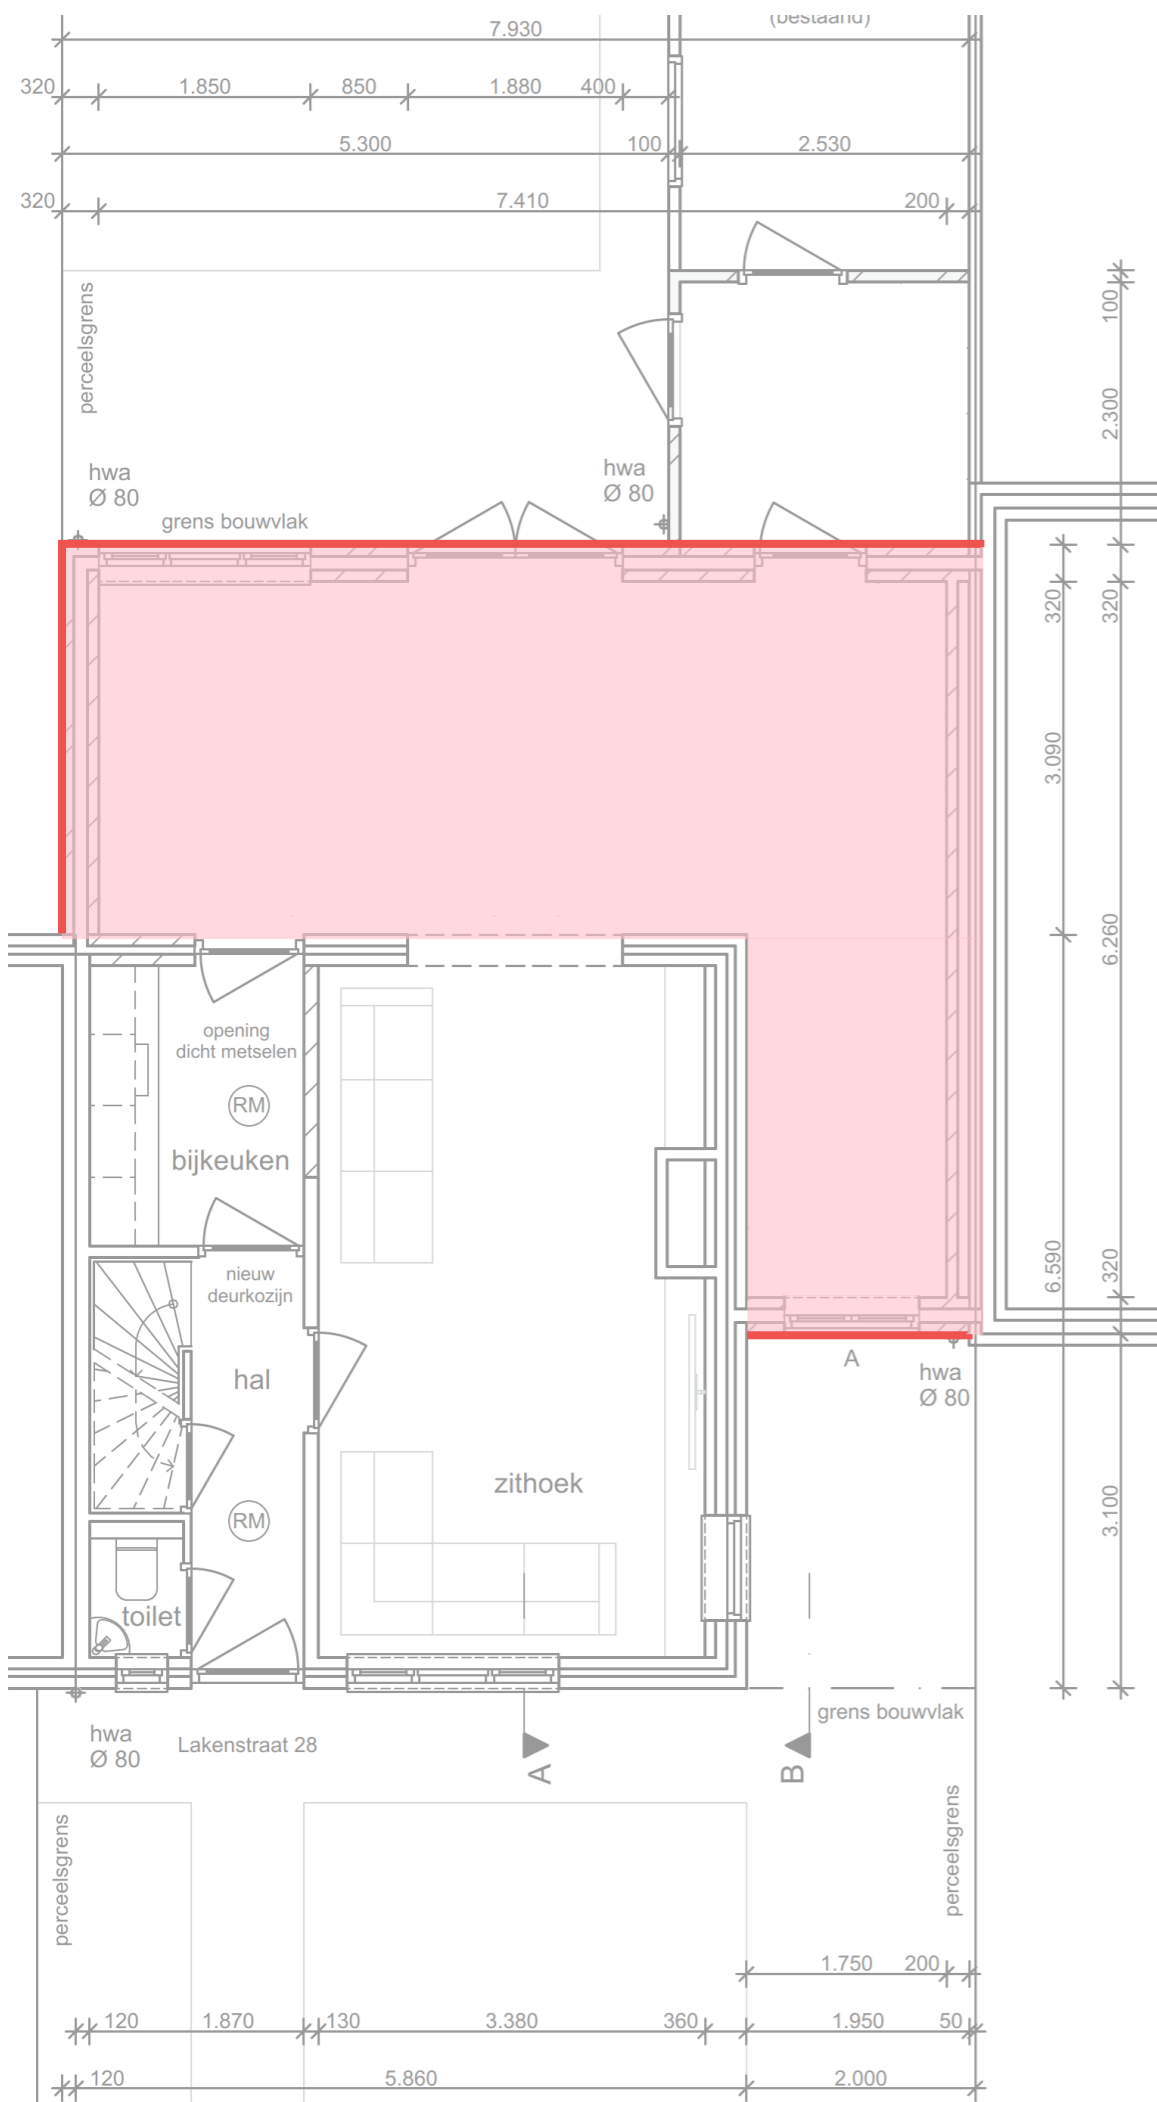 (bestaand)
7.930
320 1.850 850 1.880 400
5.300 100 2.530
320 7.410 200
perceelsgrens
100
2.300
hwa
Ø 80
hwa
Ø 80
grens bouwvlak
320
320
3.090
6.260
opening
dicht metselen
RM
bijkeuken
6.590
320
nieuw
deurkozijn
A
hwa
Ø 80
hal
zithoek
3.100
RM
toilet
grens bouwvlak
hwa
Ø 80
Lakenstraat 28
A
B
perceelsgrens
perceelsgrens
1.750 200
120 1.870 130 3.380 360 1.950 50
120 5.860 2.000